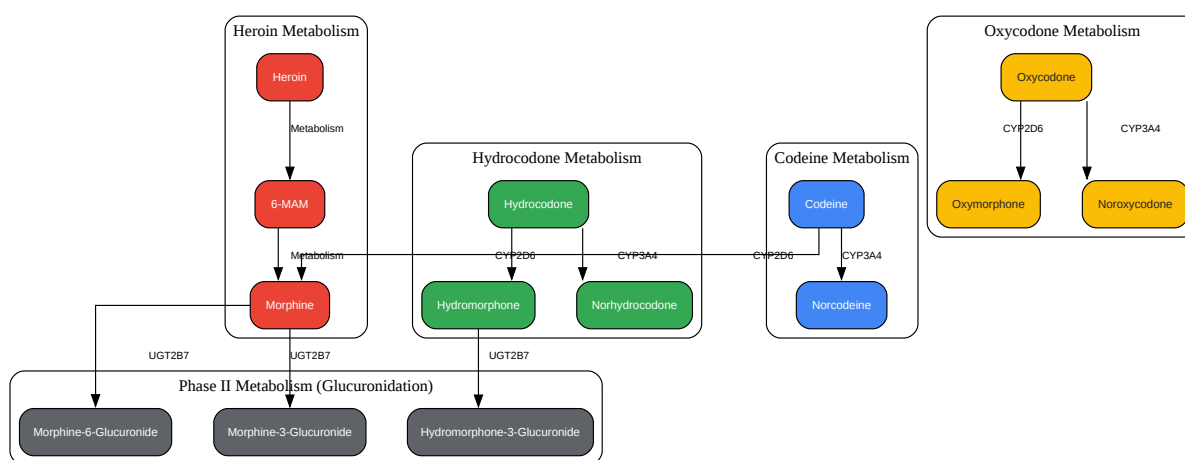 Heroin Metabolism
Oxycodone Metabolism
Heroin
Oxycodone
Metabolism
CYP2D6
CYP3A4
Hydrocodone Metabolism
Codeine Metabolism
6-MAM
Hydrocodone
Codeine
Oxymorphone
Noroxycodone
Metabolism
CYP2D6
CYP3A4
CYP2D6
CYP3A4
Morphine
Hydromorphone
Norhydrocodone
Norcodeine
UGT2B7
UGT2B7
UGT2B7
Phase II Metabolism (Glucuronidation)
Morphine-6-Glucuronide
Morphine-3-Glucuronide
Hydromorphone-3-Glucuronide